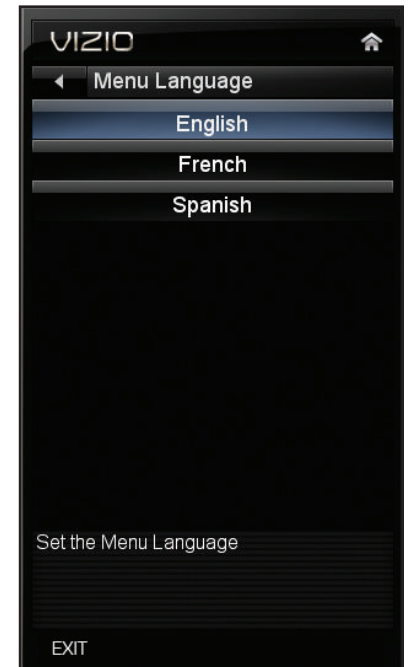 VIZIO
Menu Language
English
French
Spanish
Set the Menu Language
EXIT